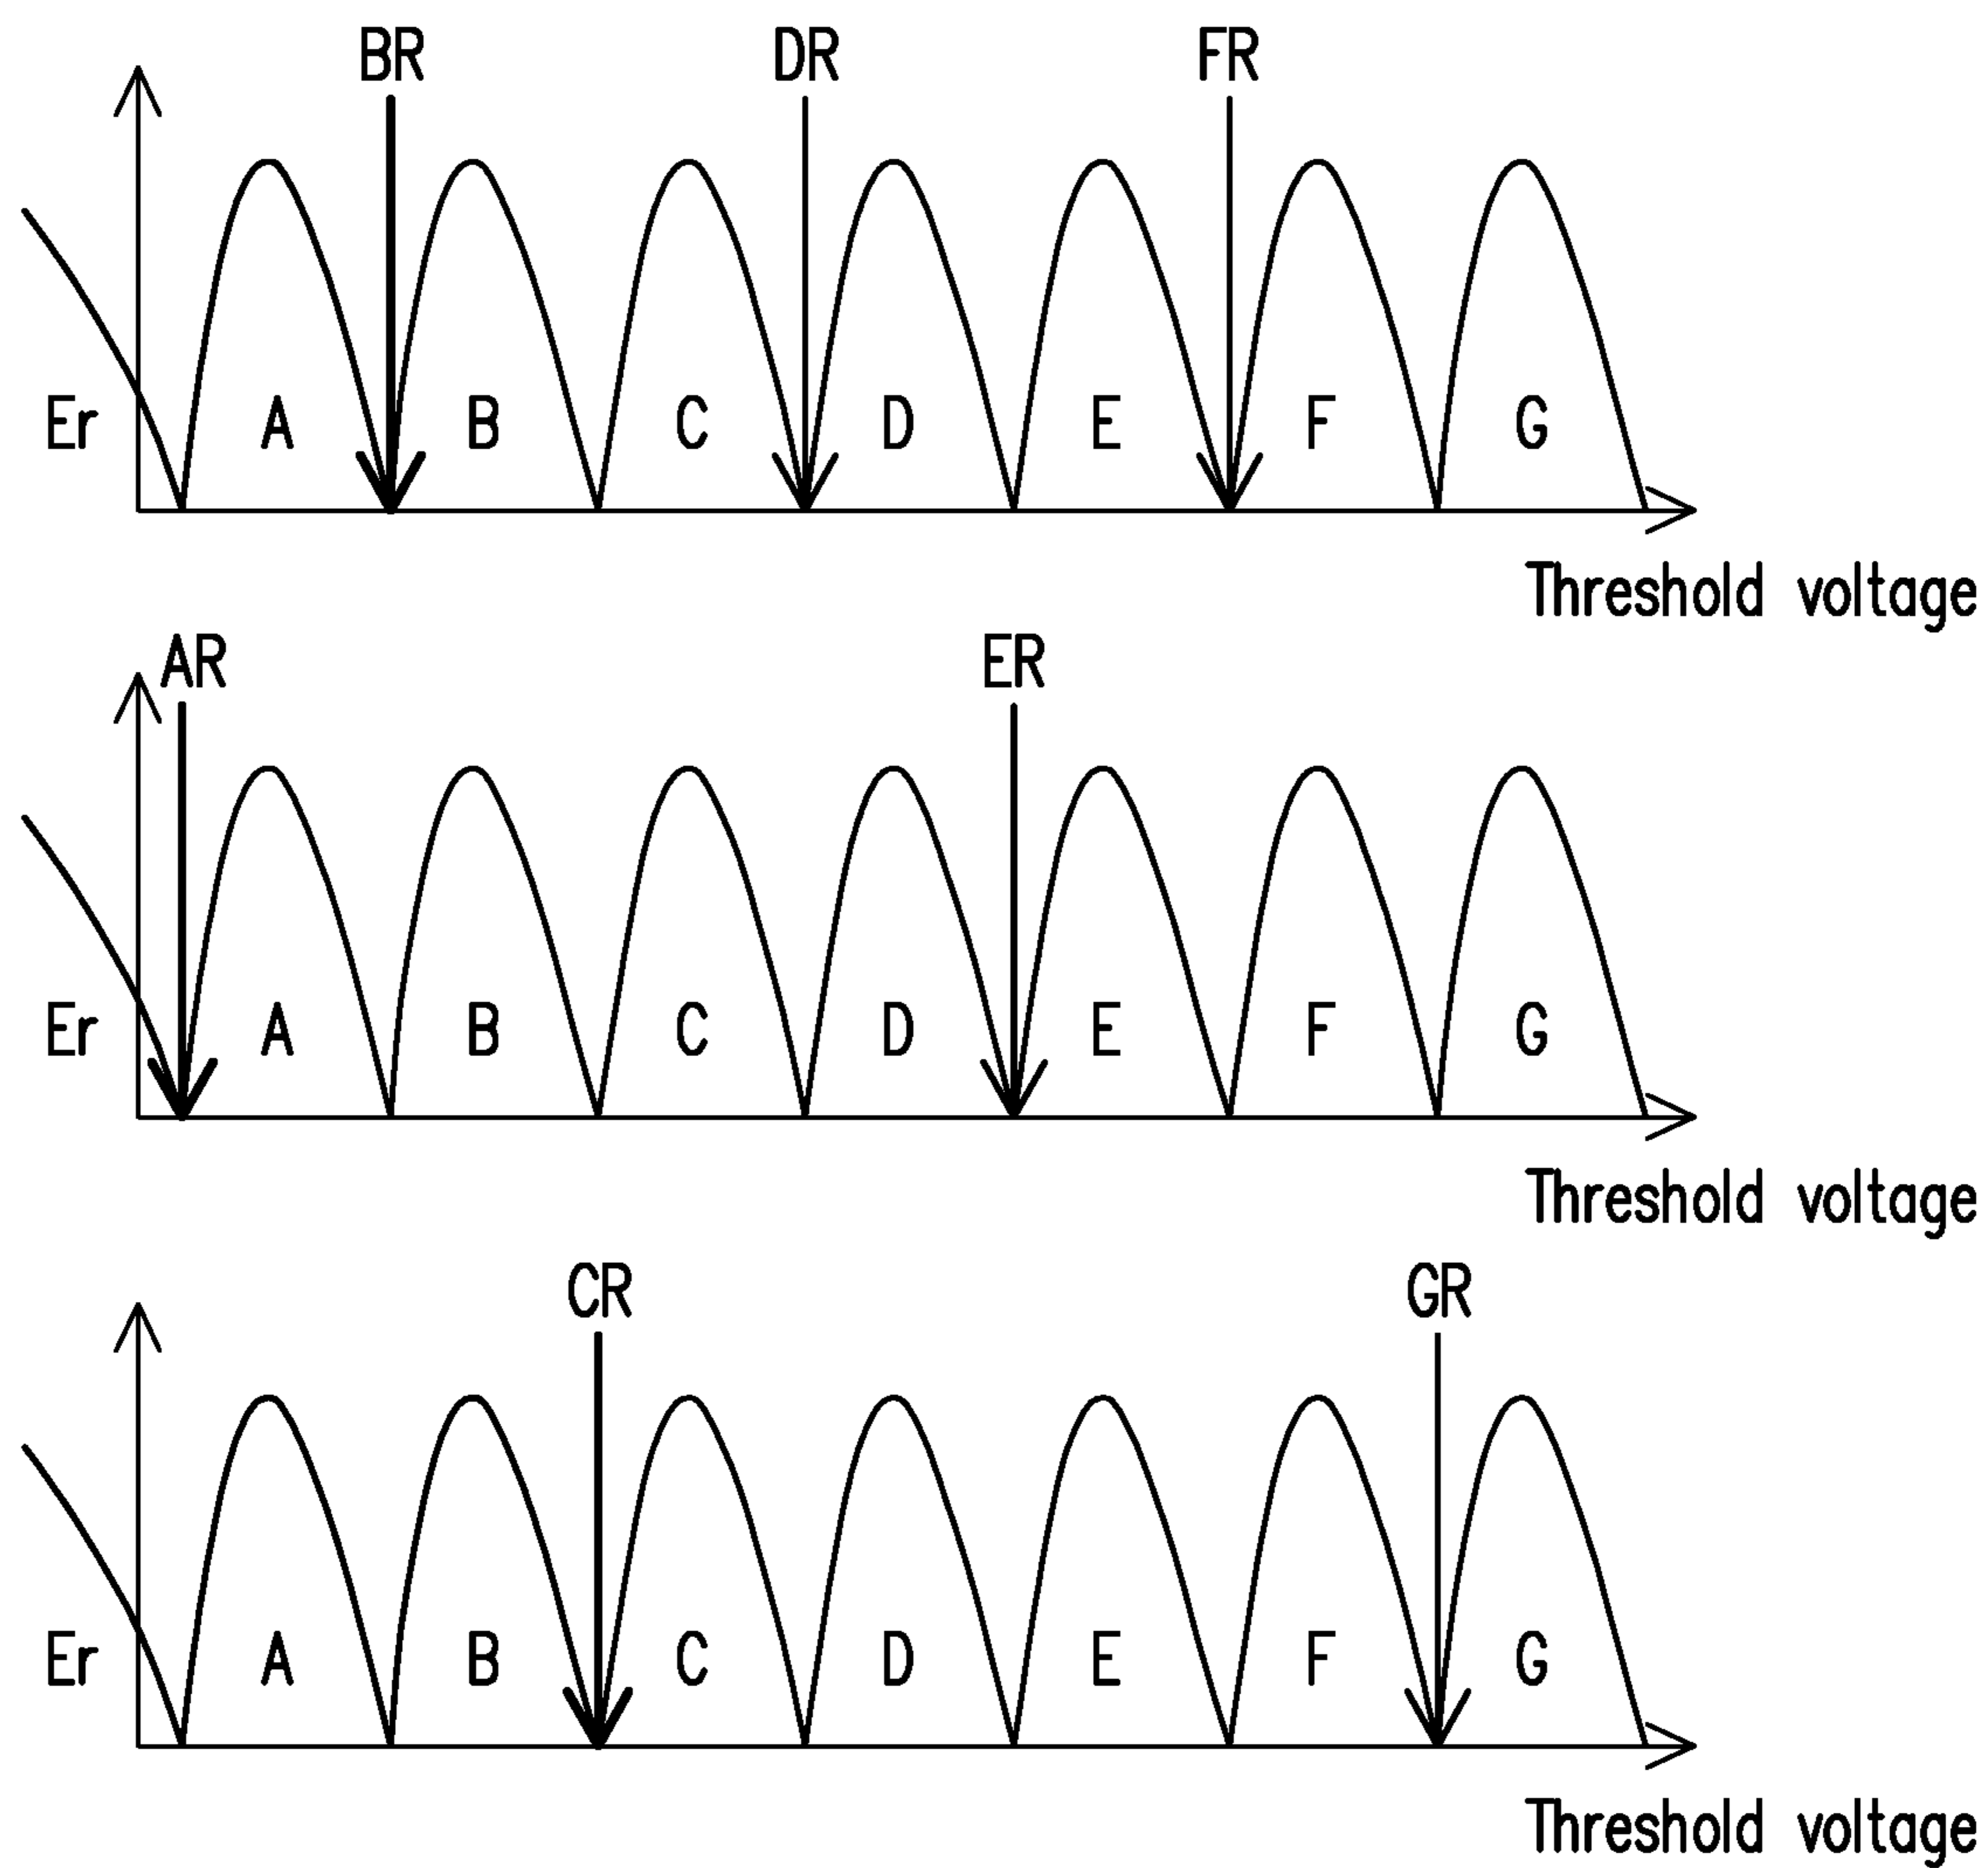 BR DR FR
Er A B C D E F G
Threshold voltage
AR ER
Er A B C D E F G
Threshold voltage
CR GR
Er A B C D E F G
Threshold voltage